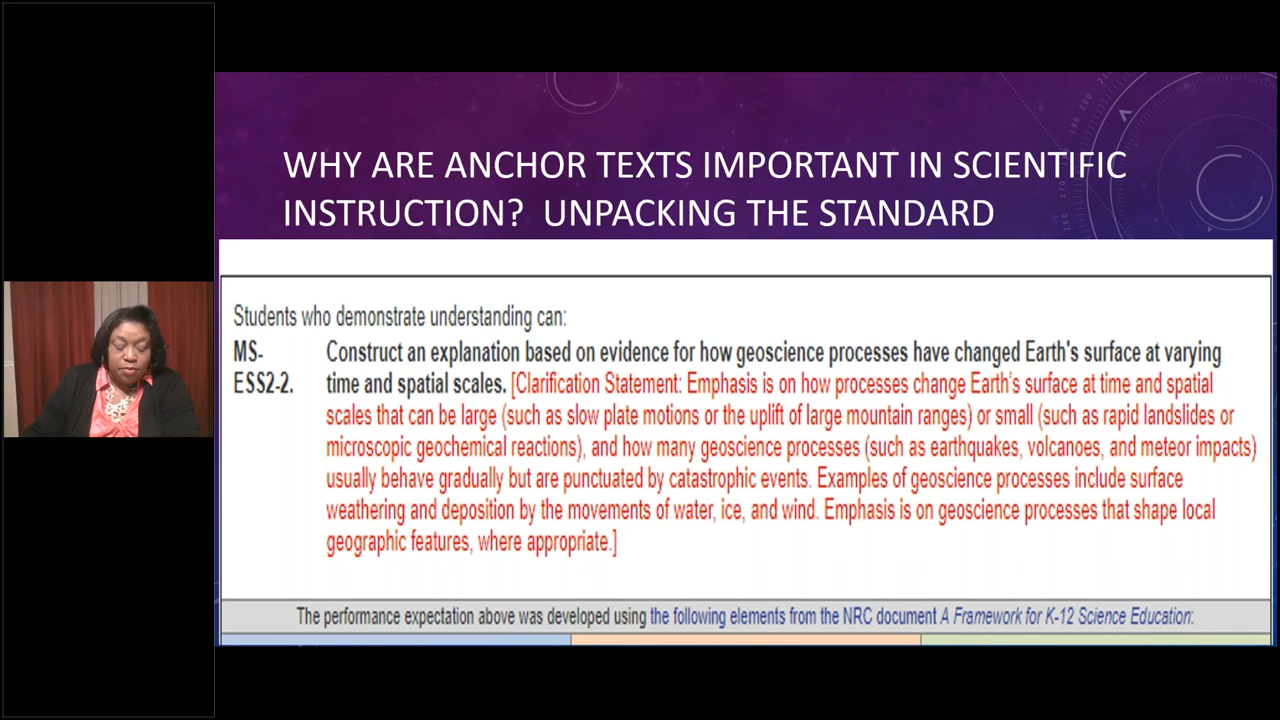 WHY ARE ANCHOR TEXTS IMPORTANT IN SCIENTIFIC
INSTRUCTION?  UNPACKING THE STANDARD
Students who demonstrate understanding can:
MS-
ESS2-2.
Construct an explanation based on evidence for how geoscience processes have changed Earth's surface at varying
time and spatial scales. [Clarification Statement: Emphasis is on how processes change Earth's surface at time and spatial
scales that can be large (such as slow plate motions or the uplift of large mountain ranges) or small (such as rapid landslides or
microscopic geochemical reactions), and how many geoscience processes (such as earthquakes, volcanoes, and meteor impacts)
usually behave gradually but are punctuated by catastrophic events. Examples of geoscience processes include surface
weathering and deposition by the movements of water, ice, and wind. Emphasis is on geoscience processes that shape local
geographic features, where appropriate.]
The performance expectation above was developed using the following elements from the NRC document A Framework for K-12 Science Education: